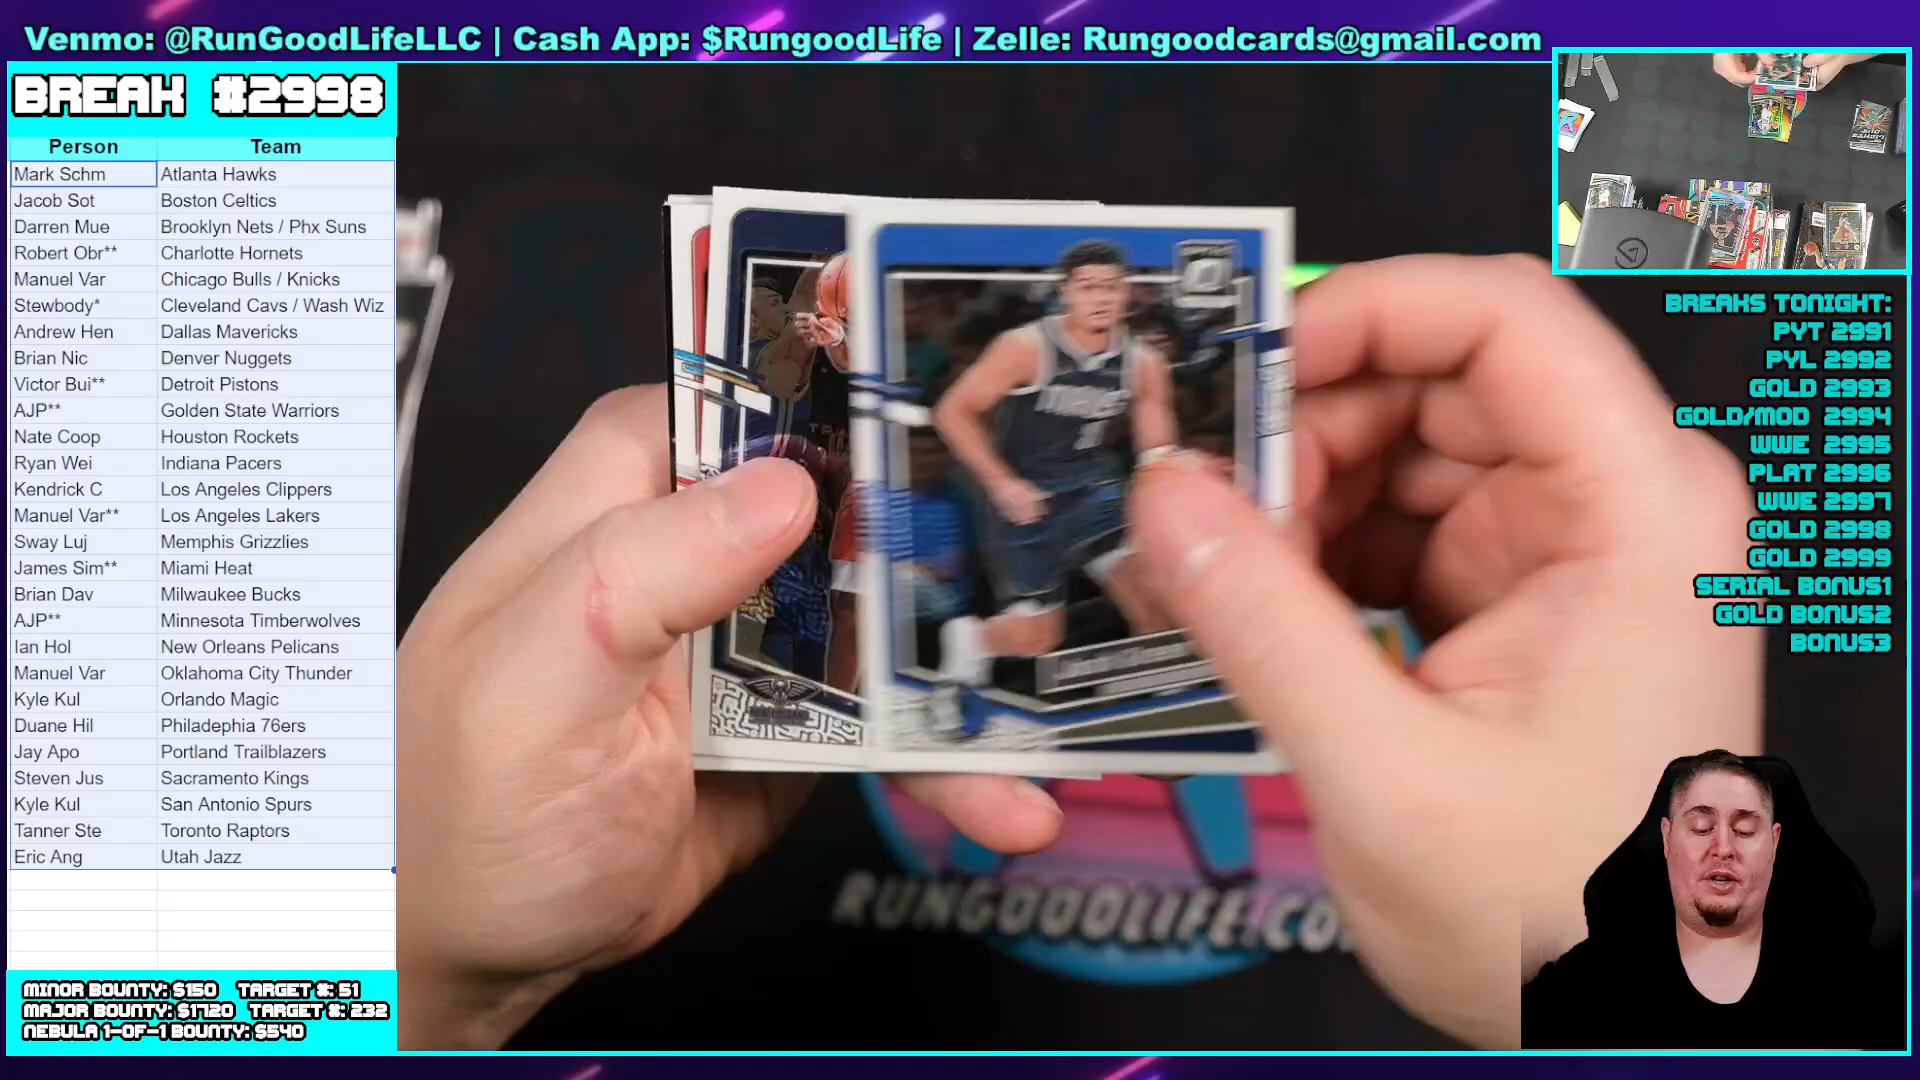 Venmo: @RunGoodLifeLLC | Cash App: $RungoodLife | Zelle: Rungoodcards@gmail.com
BREAK #2998
Person Team
Mark Schm Atlanta Hawks
Jacob Sot Boston Celtics
Darren Mue Brooklyn Nets / Phx Suns
Robert Obr** Charlotte Hornets
Manuel Var Chicago Bulls / Knicks
Stewbody* Cleveland Cavs / Wash Wiz
Andrew Hen Dallas Mavericks
Brian Nic Denver Nuggets
Victor Bui** Detroit Pistons
AJP** Golden State Warriors
Nate Coop Houston Rockets
Ryan Wei Indiana Pacers
Kendrick C Los Angeles Clippers
Manuel Var** Los Angeles Lakers
Sway Luj Memphis Grizzlies
James Sim** Miami Heat
Brian Dav Milwaukee Bucks
AJP** Minnesota Timberwolves
Ian Hol New Orleans Pelicans
Manuel Var Oklahoma City Thunder
Kyle Kul Orlando Magic
Duane Hil Philadephia 76ers
Jay Apo Portland Trailblazers
Steven Jus Sacramento Kings
Kyle Kul San Antonio Spurs
Tanner Ste Toronto Raptors
Eric Ang Utah Jazz
MINOR BOUNTY: $150 TARGET #: 51
MAJOR BOUNTY: $1720 TARGET #: 232
NEBULA 1-OF-1 BOUNTY: $540
BREAKS TONIGHT:
PYT 2991
PYL 2992
GOLD 2993
GOLD/MOD 2994
WWE 2995
PLAT 2996
WWE 2997
GOLD 2998
GOLD 2999
SERIAL BONUS1
GOLD BONUS2
BONUS3
RUNGOODLIFE.CO